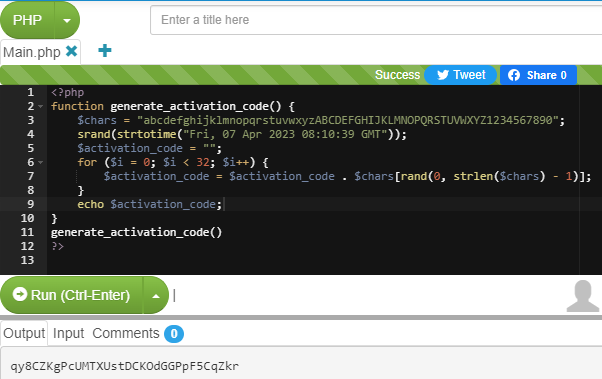 PHP
Enter a title here
Main.php
Success Tweet Share 0
1 <?php
2 function generate_activation_code() {
3 $chars = "abcdefghijklmnopqrstuvwxyzABCDEFGHIJKLMNOPQRSTUVWXYZ1234567890";
4 srand(strtotime("Fri, 07 Apr 2023 08:10:39 GMT"));
5 $activation_code = "";
6 for ($i = 0; $i < 32; $i++) {
7 $activation_code = $activation_code . $chars[rand(0, strlen($chars) - 1)];
8 }
9 echo $activation_code;
10 }
11 generate_activation_code()
12 ?>
13
Run (Ctrl-Enter)
Output Input Comments 0
qy8CZKgPcUMTXUstDCKOdGGPpF5CqZkr